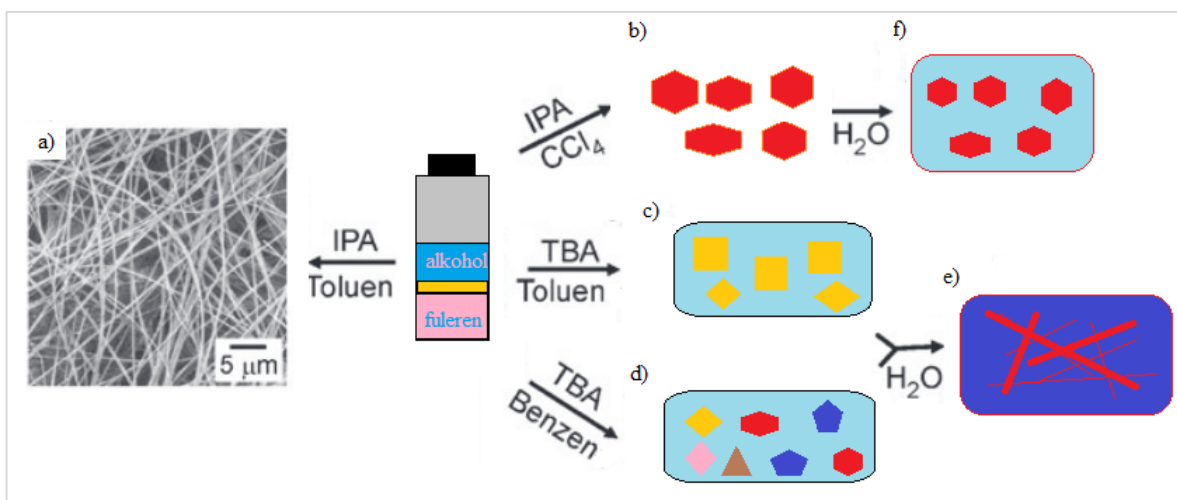 a)
5 μm
IPA
Toluen
alkohol
fuleren
IPA
CCl4
TBA
Toluen
TBA
Benzen
b)
H2O
f)
c)
d)
H2O
e)